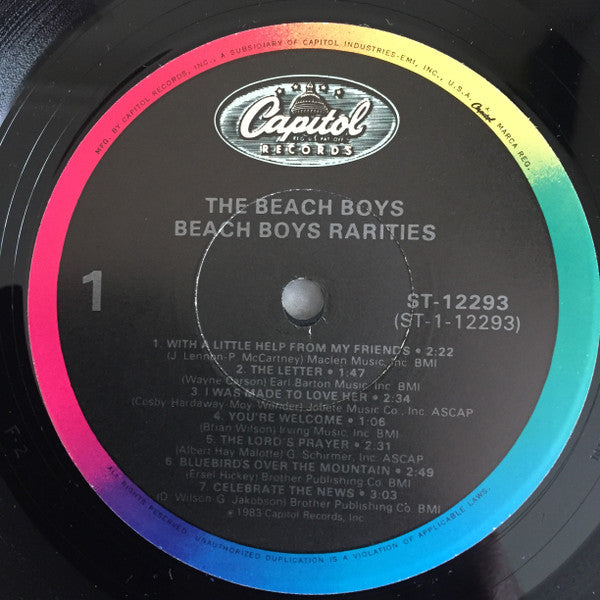 MFG. BY CAPITOL RECORDS, INC., A SUBSIDIARY OF CAPITOL INDUSTRIES-EMI, INC., U.S.A. Capitol MARCA REG.
Capitol
REG. U.S. PAT. OFF.
RECORDS
THE BEACH BOYS
BEACH BOYS RARITIES
1
ST-12293
(ST-1-12293)
1. WITH A LITTLE HELP FROM MY FRIENDS • 2:22
(J. Lennon-P. McCartney) Maclen Music, Inc. BMI
2. THE LETTER • 1:47
(Wayne Carson) Earl Barton Music, Inc. BMI
3. I WAS MADE TO LOVE HER • 2:34
(Cosby-Hardaway-Moy-Wonder) Jobete Music Co., Inc. ASCAP
4. YOU'RE WELCOME • 1:06
(Brian Wilson) Irving Music, Inc. BMI
5. THE LORD'S PRAYER • 2:31
(Albert Hay Malotte) G. Schirmer, Inc. ASCAP
6. BLUEBIRDS OVER THE MOUNTAIN • 2:49
(Ersel Hickey) Brother Publishing Co. BMI
7. CELEBRATE THE NEWS • 3:03
(D. Wilson-G. Jakobson) Brother Publishing Co. BMI
℗1983 Capitol Records, Inc.
ALL RIGHTS RESERVED. UNAUTHORIZED DUPLICATION IS A VIOLATION OF APPLICABLE LAWS.
F-2